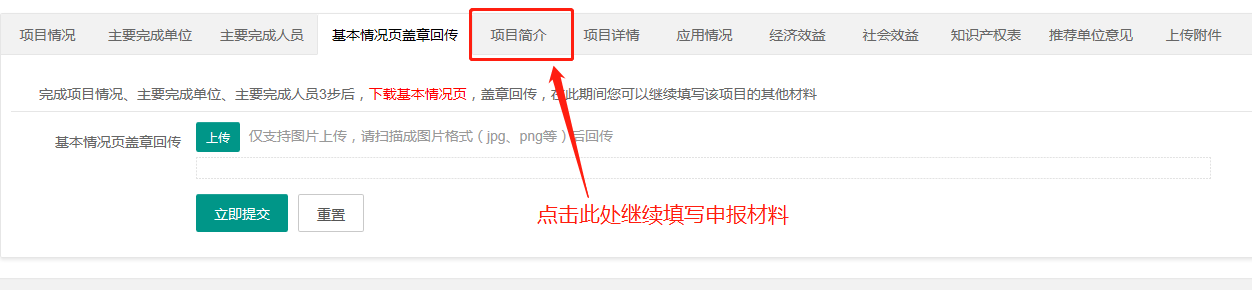 项目情况 主要完成单位 主要完成人员 基本情况页盖章回传 项目简介 项目详情 应用情况 经济效益 社会效益 知识产权表 推荐单位意见 上传附件
完成项目情况、主要完成单位、主要完成人员3步后，下载基本情况页，盖章回传，在此期间您可以继续填写该项目的其他材料
基本情况页盖章回传 上传 仅支持图片上传，请扫描成图片格式（jpg、png等）后回传
立即提交 重置
点击此处继续填写申报材料